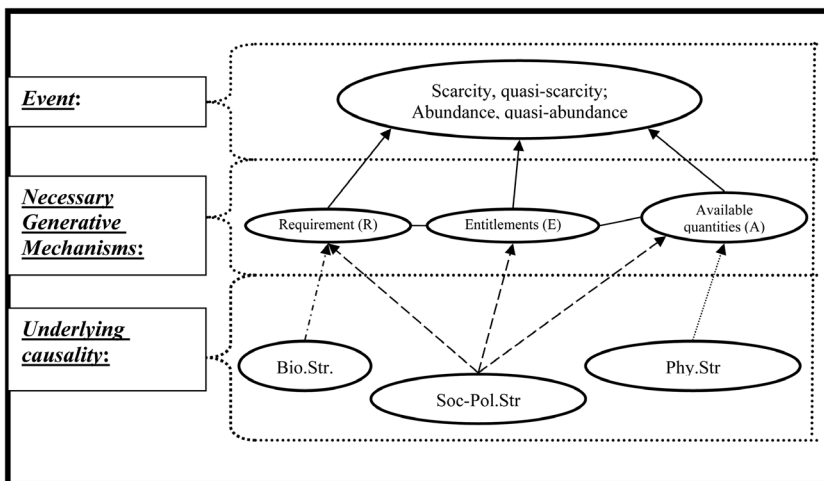 Event:
Scarcity, quasi-scarcity;
Abundance, quasi-abundance
Necessary
Generative
Mechanisms:
Requirement (R)
Entitlements (E)
Available
quantities (A)
Underlying
causality:
Bio.Str.
Soc-Pol.Str
Phy.Str